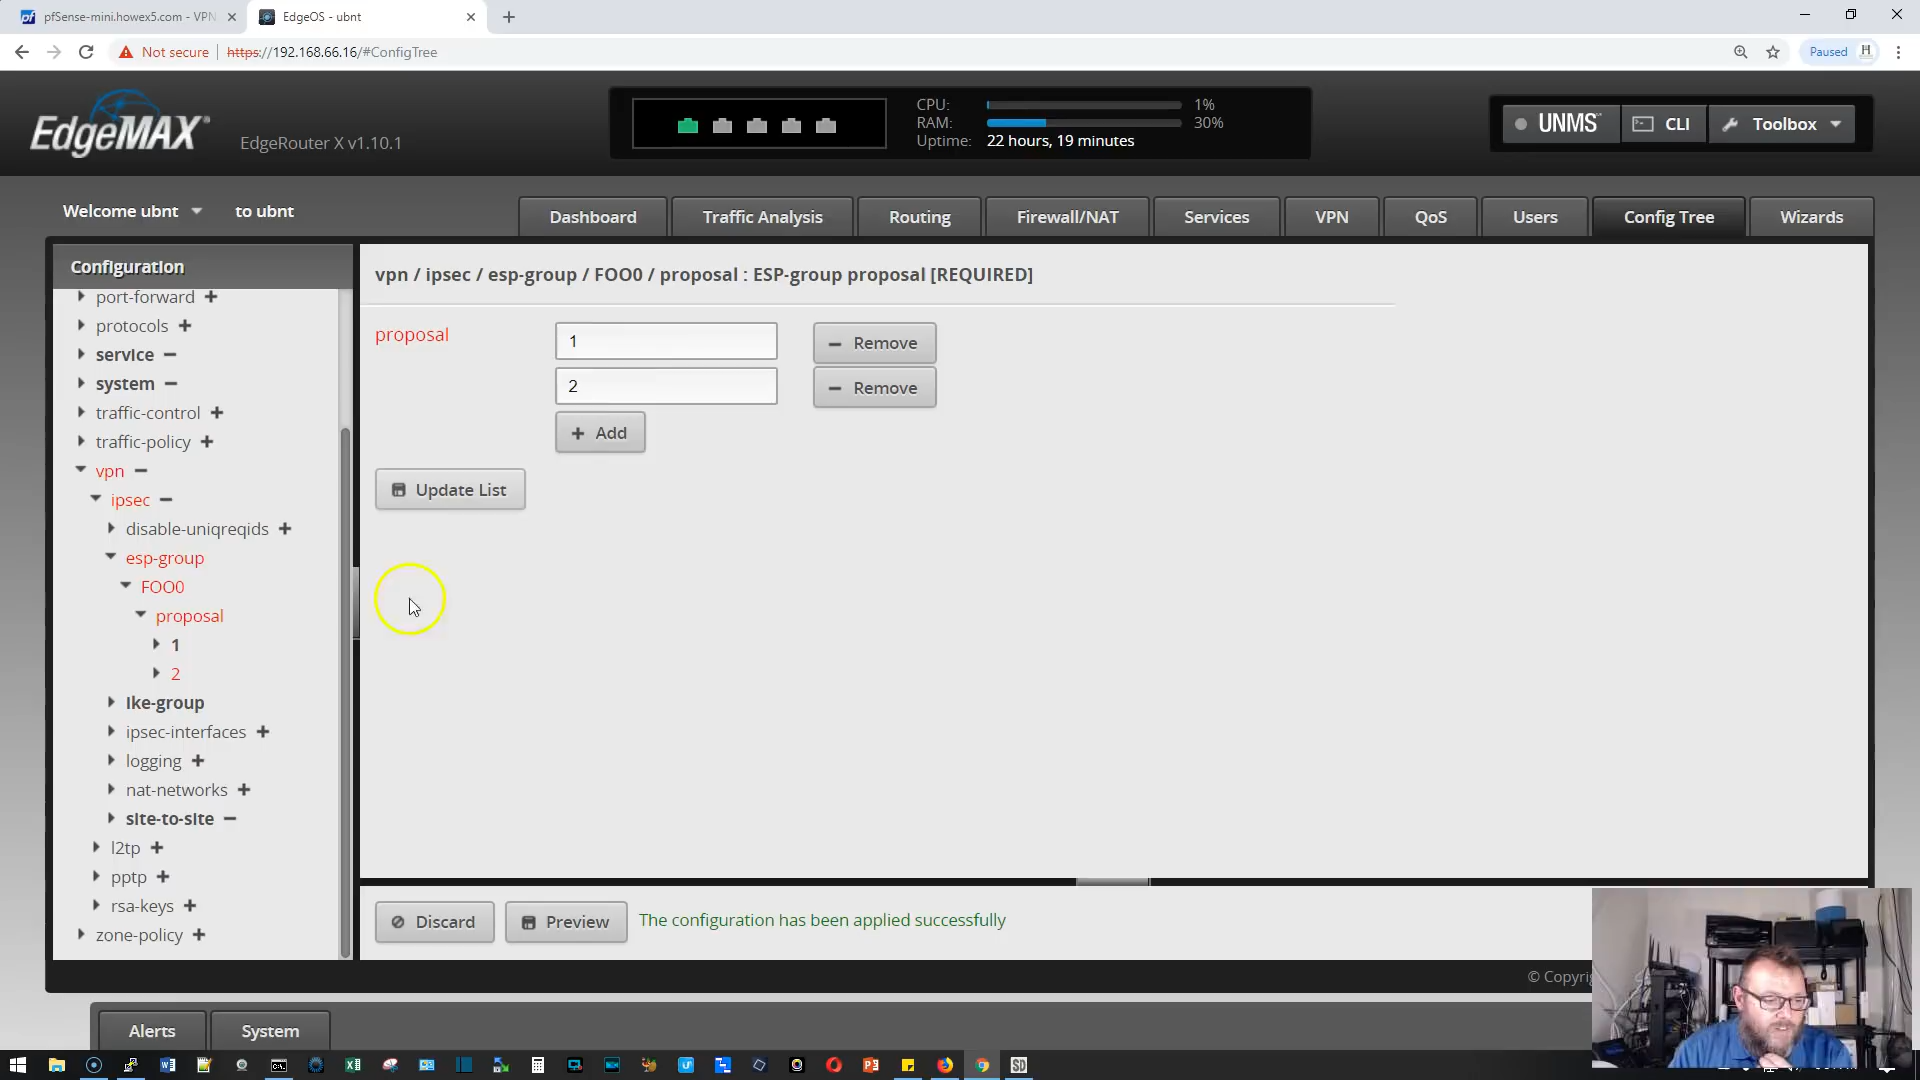 pfSense-mini.howex5.com - VPN
EdgeOS - ubnt
Not secure
https://192.168.66.16/#ConfigTree
Paused
H
EdgeMAX
EdgeRouter X v1.10.1
CPU:
1%
RAM:
30%
Uptime:
22 hours, 19 minutes
UNMS
CLI
Toolbox
Welcome ubnt
to ubnt
Dashboard
Traffic Analysis
Routing
Firewall/NAT
Services
VPN
QoS
Users
Config Tree
Wizards
Configuration
port-forward
protocols
service
system
traffic-control
traffic-policy
vpn
ipsec
disable-uniqreqids
esp-group
FOO0
proposal
1
2
ike-group
ipsec-interfaces
logging
nat-networks
site-to-site
l2tp
pptp
rsa-keys
zone-policy
vpn / ipsec / esp-group / FOO0 / proposal : ESP-group proposal [REQUIRED]
proposal
1
Remove
2
Remove
Add
Update List
Discard
Preview
The configuration has been applied successfully
Alerts
System